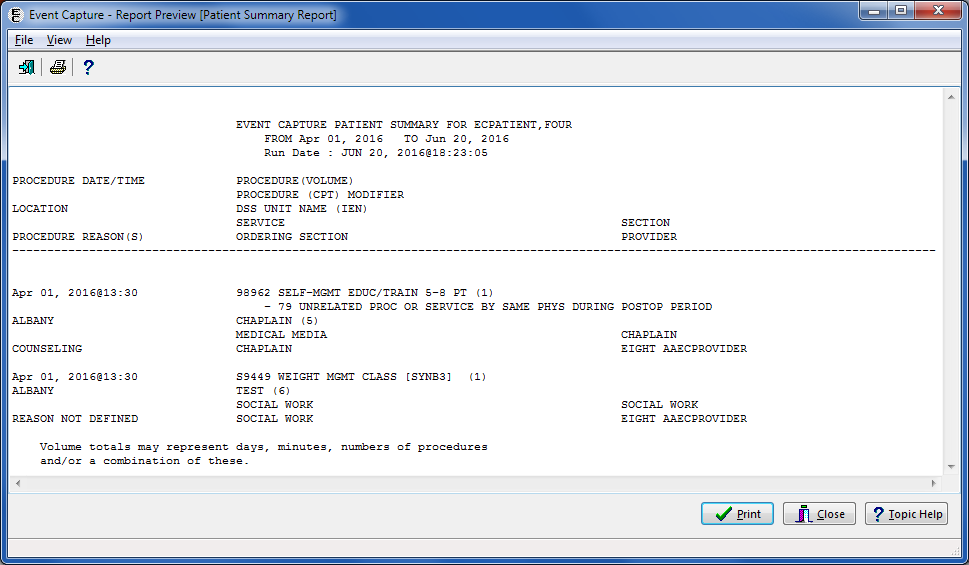 Event Capture - Report Preview [Patient Summary Report]
File View Help
EVENT CAPTURE PATIENT SUMMARY FOR ECPATIENT,FOUR
FROM Apr 01, 2016 TO Jun 20, 2016
Run Date : JUN 20, 2016@18:23:05
PROCEDURE DATE/TIME PROCEDURE(VOLUME)
PROCEDURE (CPT) MODIFIER
LOCATION DSS UNIT NAME (IEN)
SERVICE SECTION
PROCEDURE REASON(S) ORDERING SECTION PROVIDER
Apr 01, 2016@13:30 98962 SELF-MGMT EDUC/TRAIN 5-8 PT (1)
- 79 UNRELATED PROC OR SERVICE BY SAME PHYS DURING POSTOP PERIOD
ALBANY CHAPLAIN (5)
MEDICAL MEDIA CHAPLAIN
COUNSELING CHAPLAIN EIGHT AAECPROVIDER
Apr 01, 2016@13:30 S9449 WEIGHT MGMT CLASS [SYNB3] (1)
ALBANY TEST (6)
SOCIAL WORK SOCIAL WORK
REASON NOT DEFINED SOCIAL WORK EIGHT AAECPROVIDER
Volume totals may represent days, minutes, numbers of procedures
and/or a combination of these.
Print Close Topic Help